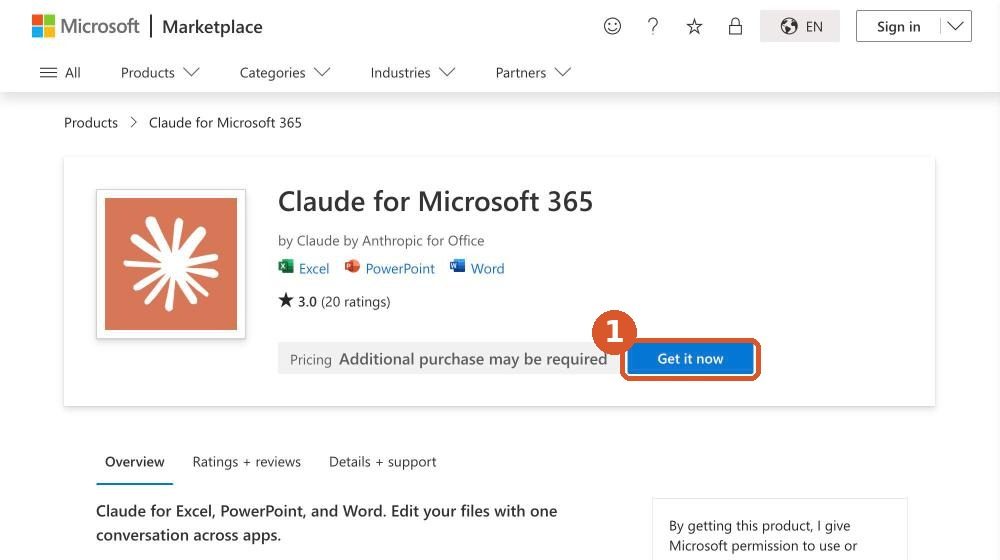 Microsoft | Marketplace
EN
Sign in
All
Products
Categories
Industries
Partners
Products > Claude for Microsoft 365
Claude for Microsoft 365
by Claude by Anthropic for Office
Excel PowerPoint Word
★ 3.0 (20 ratings)
1
Pricing Additional purchase may be required
Get it now
Overview
Ratings + reviews
Details + support
Claude for Excel, PowerPoint, and Word. Edit your files with one
conversation across apps.
By getting this product, I give
Microsoft permission to use or